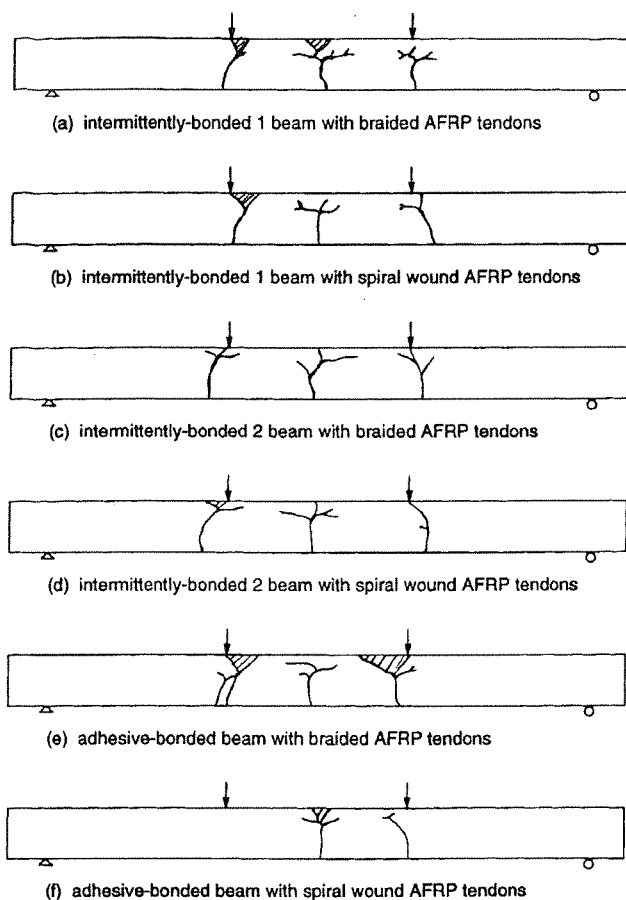 (a) intermittently-bonded 1 beam with braided AFRP tendons
(b) intermittently-bonded 1 beam with spiral wound AFRP tendons
(c) intermittently-bonded 2 beam with braided AFRP tendons
(d) intermittently-bonded 2 beam with spiral wound AFRP tendons
(e) adhesive-bonded beam with braided AFRP tendons
(f) adhesive-bonded beam with spiral wound AFRP tendons